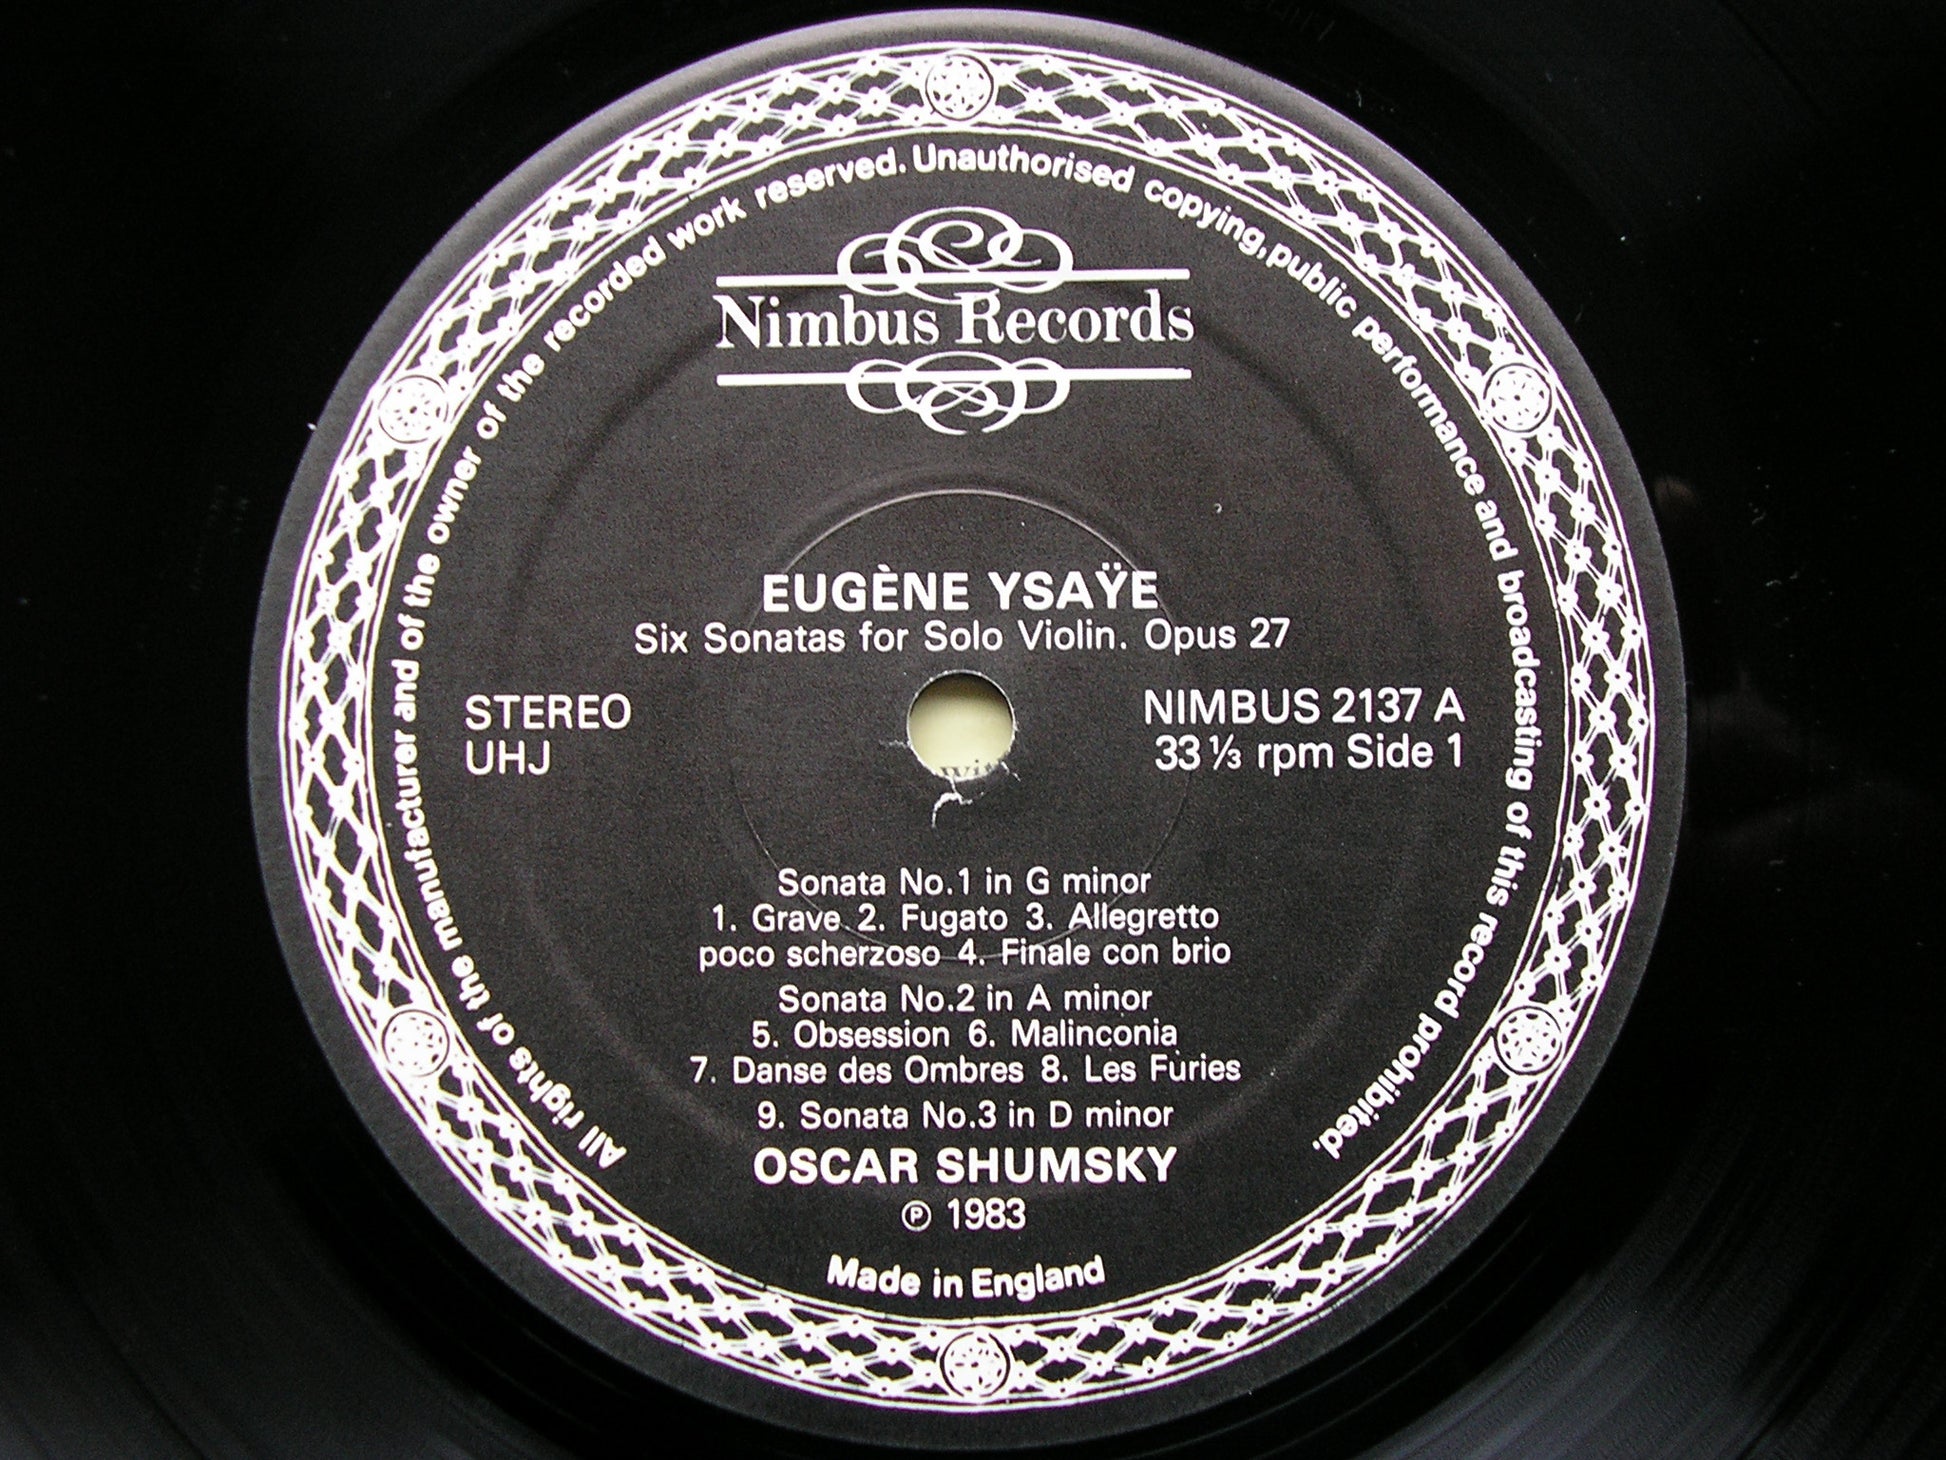 All rights of the manufacturer and of the owner of the recorded work reserved. Unauthorised copying, public performance and broadcasting of this record prohibited.
Nimbus Records
EUGÈNE YSAŸE
Six Sonatas for Solo Violin. Opus 27
STEREO
UHJ
NIMBUS 2137 A
33 ⅓ rpm Side 1
Sonata No.1 in G minor
1. Grave 2. Fugato 3. Allegretto
poco scherzoso 4. Finale con brio
Sonata No.2 in A minor
5. Obsession 6. Malinconia
7. Danse des Ombres 8. Les Furies
9. Sonata No.3 in D minor
OSCAR SHUMSKY
℗ 1983
Made in England